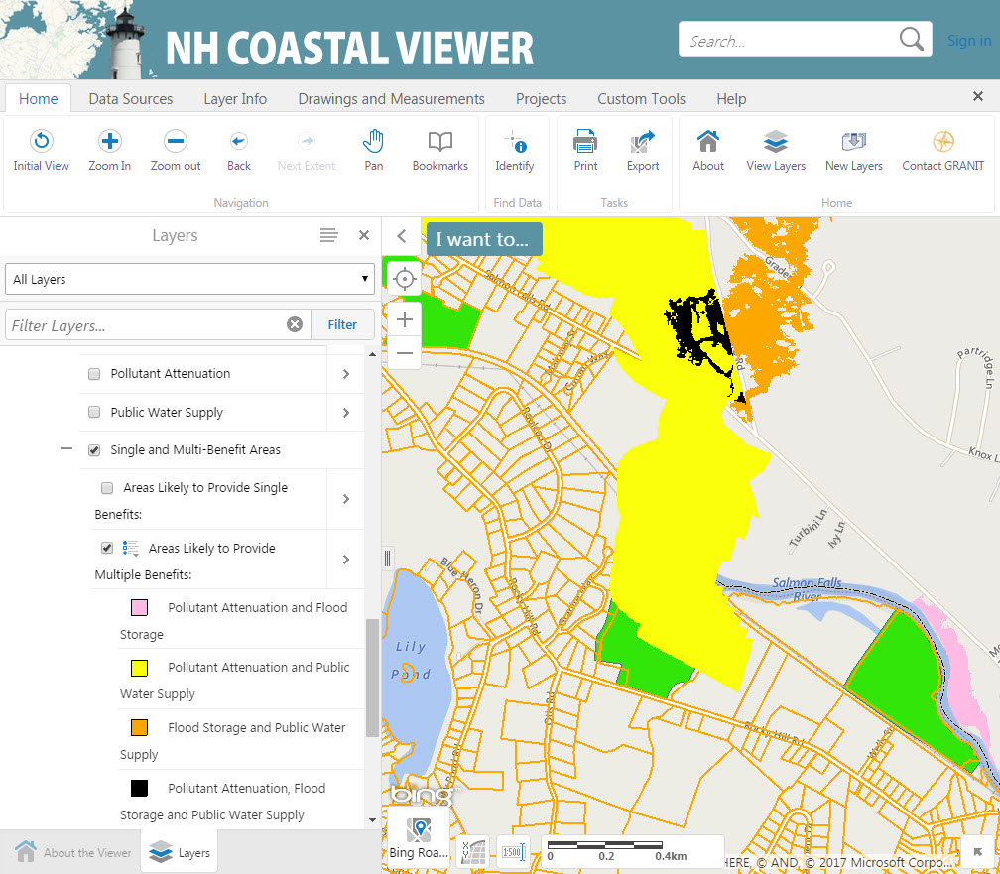 NH COASTAL VIEWER
Search...
Sign in
Home
Data Sources
Layer Info
Drawings and Measurements
Projects
Custom Tools
Help
Initial View
Zoom In
Zoom out
Back
Next Extent
Pan
Bookmarks
Identify
Print
Export
About
View Layers
New Layers
Contact GRANIT
Navigation
Find Data
Tasks
Home
Layers
All Layers
Filter Layers...
Filter
Pollutant Attenuation
Public Water Supply
Single and Multi-Benefit Areas
Areas Likely to Provide Single
Benefits:
Areas Likely to Provide
Multiple Benefits:
Pollutant Attenuation and Flood
Storage
Pollutant Attenuation and Public
Water Supply
Flood Storage and Public Water
Supply
Pollutant Attenuation, Flood
Storage and Public Water Supply
About the Viewer
Layers
I want to...
Salmon Falls Rd
Rd
Partridge Ln
Knox L
Turbini Ln
Ivy Ln
Salmon Falls
River
Blue Heron Dr
Rocky Hill Rd
Lily
Pond
Rocky Hill Rd
bing
Bing Roa...
XY
1:500
0
0.2
0.4km
HERE, © AND, © 2017 Microsoft Corpo...